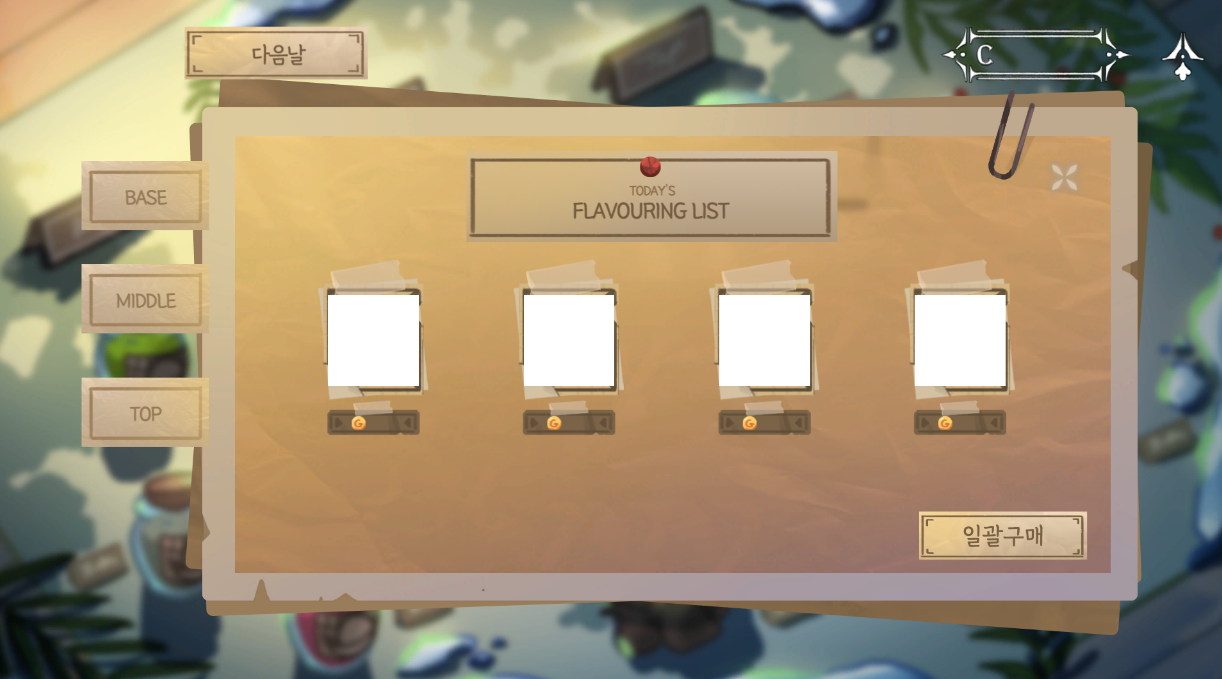 다음날
C
BASE
TODAY'S
FLAVOURING LIST
MIDDLE
TOP
G
G
G
G
일괄구매